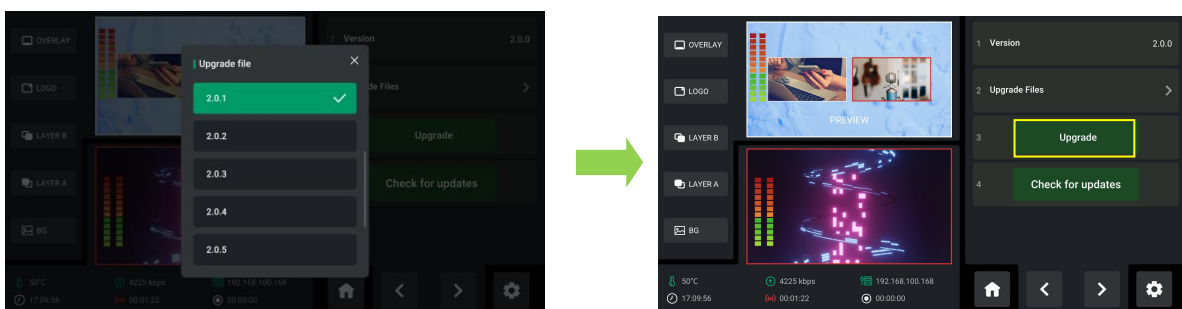 OVERLAY
LOGO
LAYER B
LAYER A
BG
1 Version 2.0.0
de Files
Upgrade
Check for updates
Upgrade file
2.0.1
2.0.2
2.0.3
2.0.4
2.0.5
50°C
4225 kbps
192.168.100.168
17:09:56
00:01:22
00:00:00
OVERLAY
LOGO
LAYER B
LAYER A
BG
PREVIEW
1 Version 2.0.0
2 Upgrade Files
3 Upgrade
4 Check for updates
50°C
4225 kbps
192.168.100.168
17:09:56
00:01:22
00:00:00